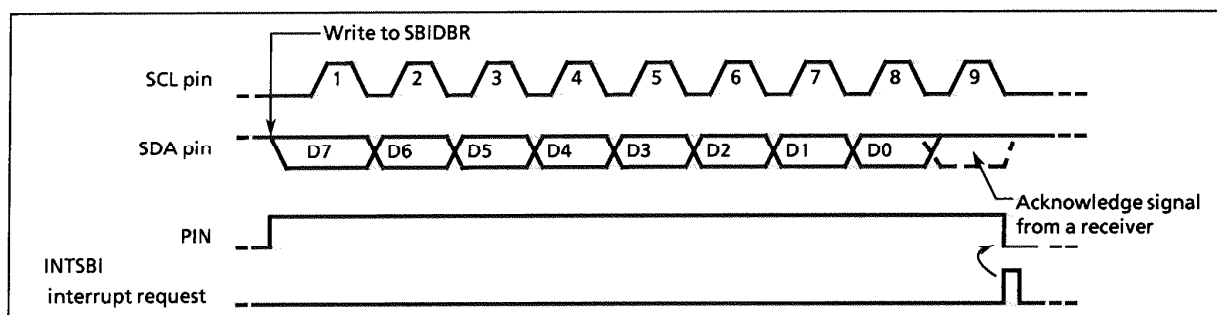 Write to SBIDBR
SCL pin 1 2 3 4 5 6 7 8 9
SDA pin D7 D6 D5 D4 D3 D2 D1 D0
Acknowledge signal
from a receiver
PIN
INTSBI
interrupt request